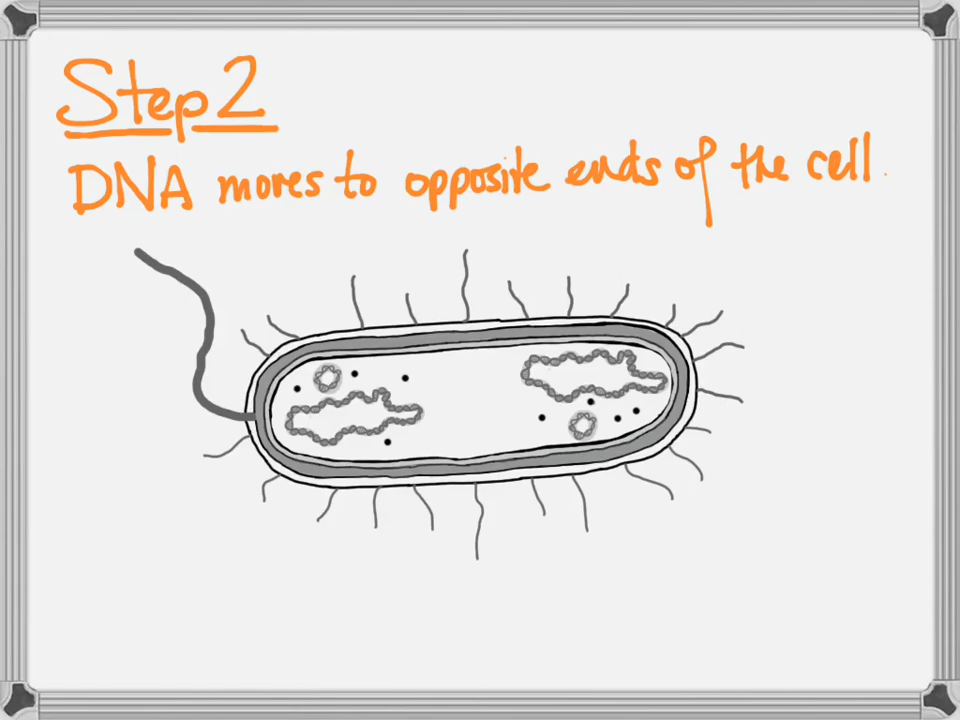 Step 2
DNA moves to opposite ends of the cell.